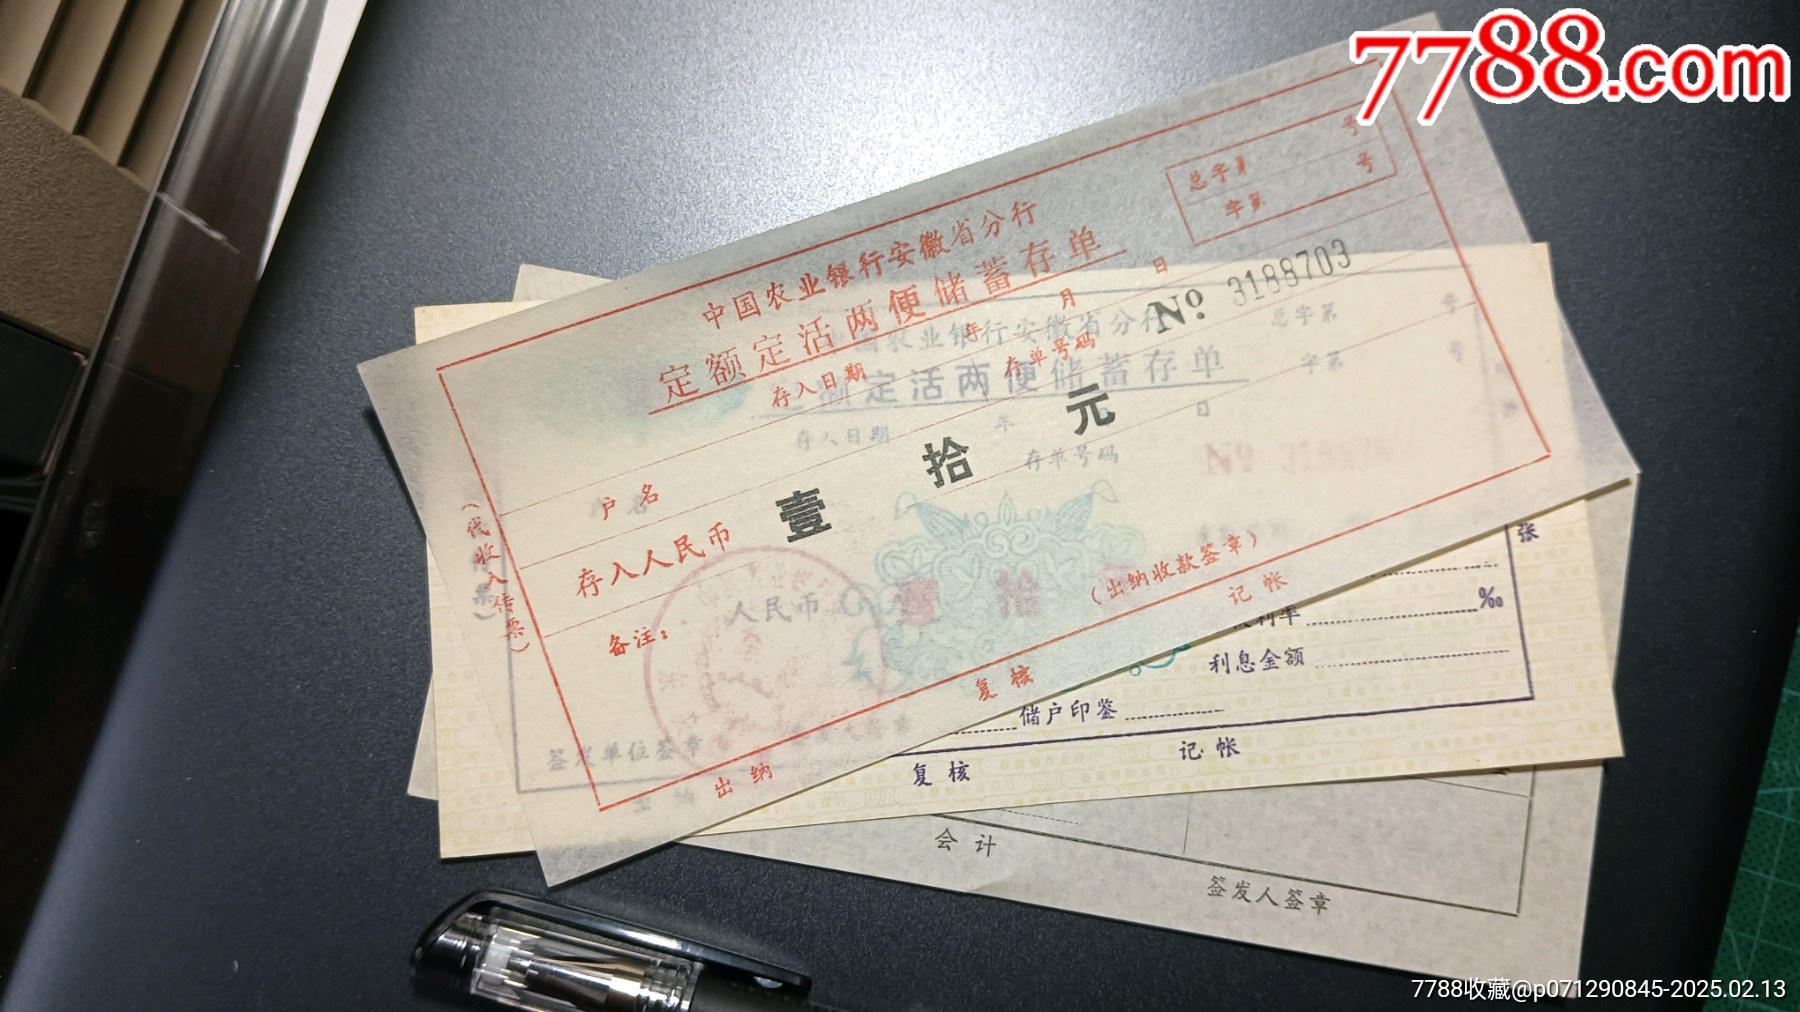 7788.com
总字第 号
字第 号
中国农业银行安徽省分行
定额定活两便储蓄存单
存入日期 年 月 日
存单号码
№ 3188703
户名
存入人民币
壹拾元
备注:
(代收入传票)
(出纳收款签章)
出纳
复核
记帐
农业银行安徽省分行
定活两便储蓄存单
总字第 号
字第 号
存入日期 年 日
存单号码
№
人民币
壹拾
签发单位签章
张
利率 ‰
利息金额
储户印鉴
复核
记帐
会计
签发人签章
7788收藏@p071290845-2025.02.13